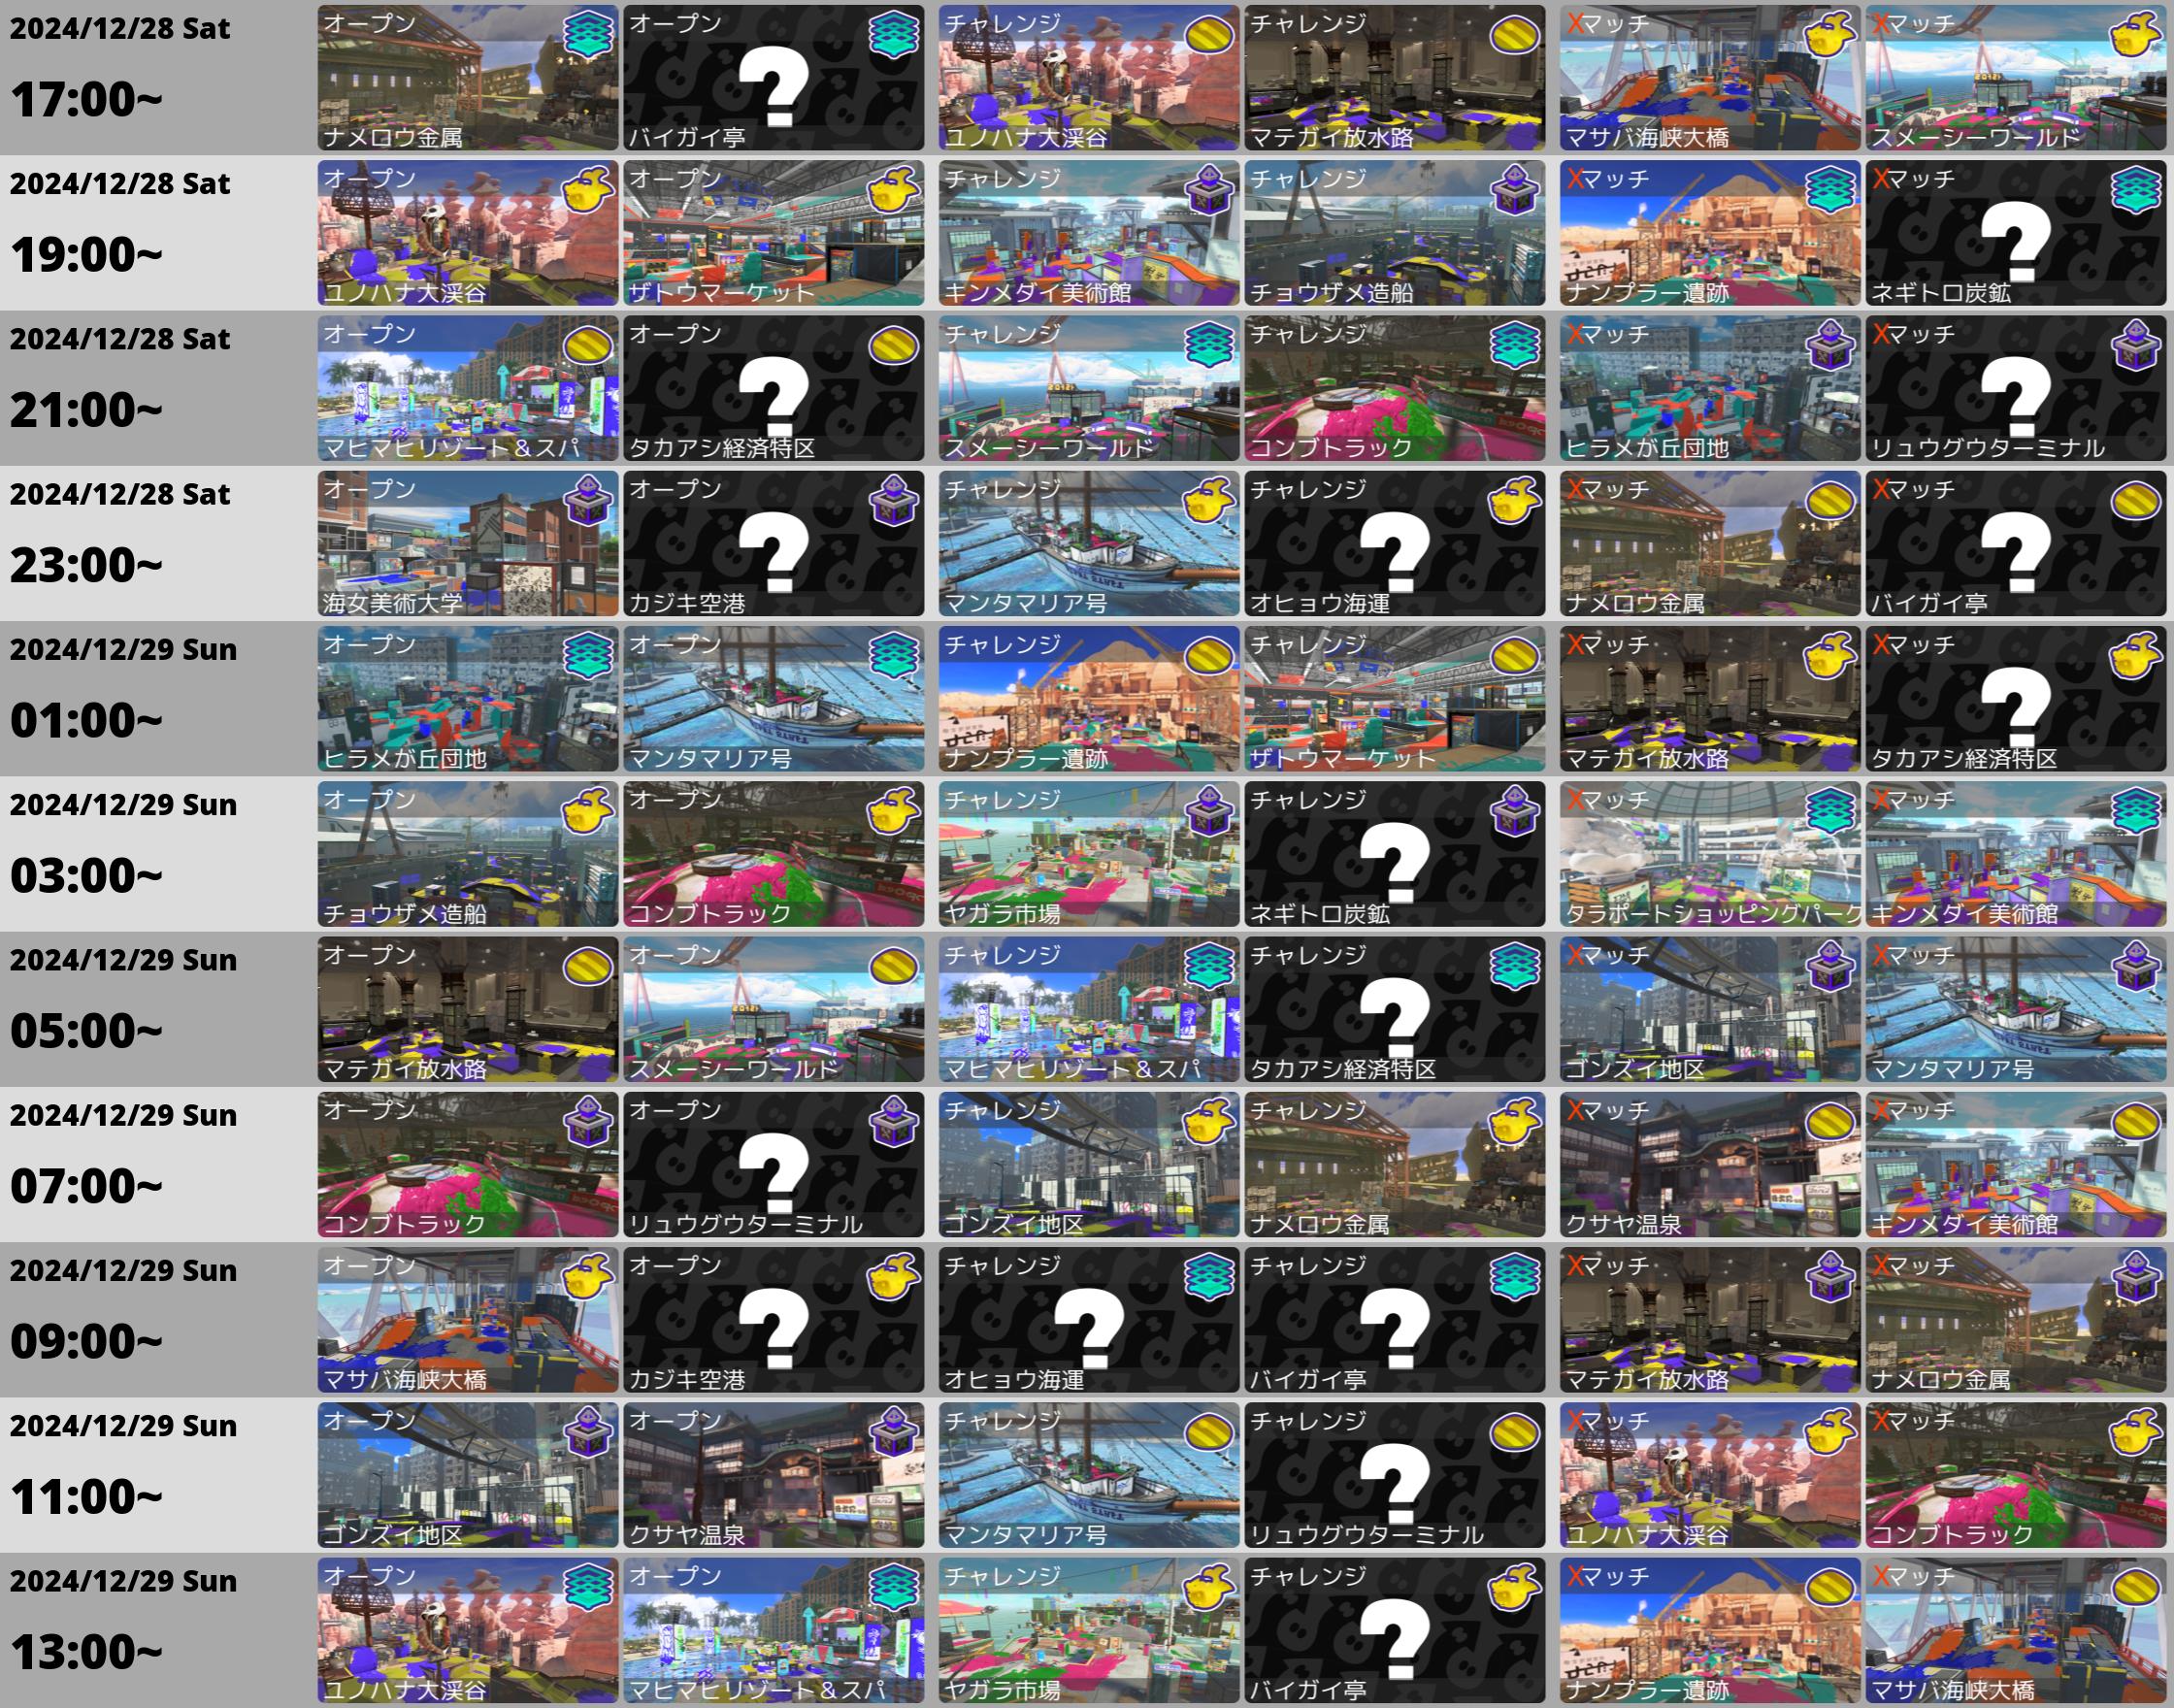 2024/12/28 Sat
17:00~
オープン
ナメロウ金属
オープン
バイガイ亭
チャレンジ
ユノハナ大渓谷
チャレンジ
マテガイ放水路
Xマッチ
マサバ海峡大橋
Xマッチ
スメーシーワールド
2024/12/28 Sat
19:00~
オープン
ユノハナ大渓谷
オープン
ザトウマーケット
チャレンジ
キンメダイ美術館
チャレンジ
チョウザメ造船
Xマッチ
ナンプラー遺跡
Xマッチ
ネギトロ炭鉱
2024/12/28 Sat
21:00~
オープン
マヒマヒリゾート＆スパ
オープン
タカアシ経済特区
チャレンジ
スメーシーワールド
チャレンジ
コンブトラック
Xマッチ
ヒラメが丘団地
Xマッチ
リュウグウターミナル
2024/12/28 Sat
23:00~
オープン
海女美術大学
オープン
カジキ空港
チャレンジ
マンタマリア号
チャレンジ
オヒョウ海運
Xマッチ
ナメロウ金属
Xマッチ
バイガイ亭
2024/12/29 Sun
01:00~
オープン
ヒラメが丘団地
オープン
マンタマリア号
チャレンジ
ナンプラー遺跡
チャレンジ
ザトウマーケット
Xマッチ
マテガイ放水路
Xマッチ
タカアシ経済特区
2024/12/29 Sun
03:00~
オープン
チョウザメ造船
オープン
コンブトラック
チャレンジ
ヤガラ市場
チャレンジ
ネギトロ炭鉱
Xマッチ
タラポートショッピングパーク
Xマッチ
キンメダイ美術館
2024/12/29 Sun
05:00~
オープン
マテガイ放水路
オープン
スメーシーワールド
チャレンジ
マヒマヒリゾート＆スパ
チャレンジ
タカアシ経済特区
Xマッチ
ゴンズイ地区
Xマッチ
マンタマリア号
2024/12/29 Sun
07:00~
オープン
コンブトラック
オープン
リュウグウターミナル
チャレンジ
ゴンズイ地区
チャレンジ
ナメロウ金属
Xマッチ
クサヤ温泉
Xマッチ
キンメダイ美術館
2024/12/29 Sun
09:00~
オープン
マサバ海峡大橋
オープン
カジキ空港
チャレンジ
オヒョウ海運
チャレンジ
バイガイ亭
Xマッチ
マテガイ放水路
Xマッチ
ナメロウ金属
2024/12/29 Sun
11:00~
オープン
ゴンズイ地区
オープン
クサヤ温泉
チャレンジ
マンタマリア号
チャレンジ
リュウグウターミナル
Xマッチ
ユノハナ大渓谷
Xマッチ
コンブトラック
2024/12/29 Sun
13:00~
オープン
ユノハナ大渓谷
オープン
マヒマヒリゾート＆スパ
チャレンジ
ヤガラ市場
チャレンジ
バイガイ亭
Xマッチ
ナンプラー遺跡
Xマッチ
マサバ海峡大橋